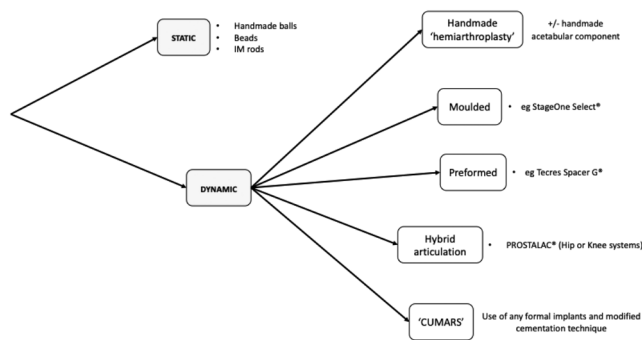 STATIC
• Handmade balls
• Beads
• IM rods
Handmade
'hemiarthroplasty'
+/- handmade
acetabular component
Moulded
• eg StageOne Select®
DYNAMIC
Preformed
• eg Tecres Spacer G®
Hybrid
articulation
• PROSTALAC® (Hip or Knee systems)
'CUMARS'
Use of any formal implants and modified
cementation technique